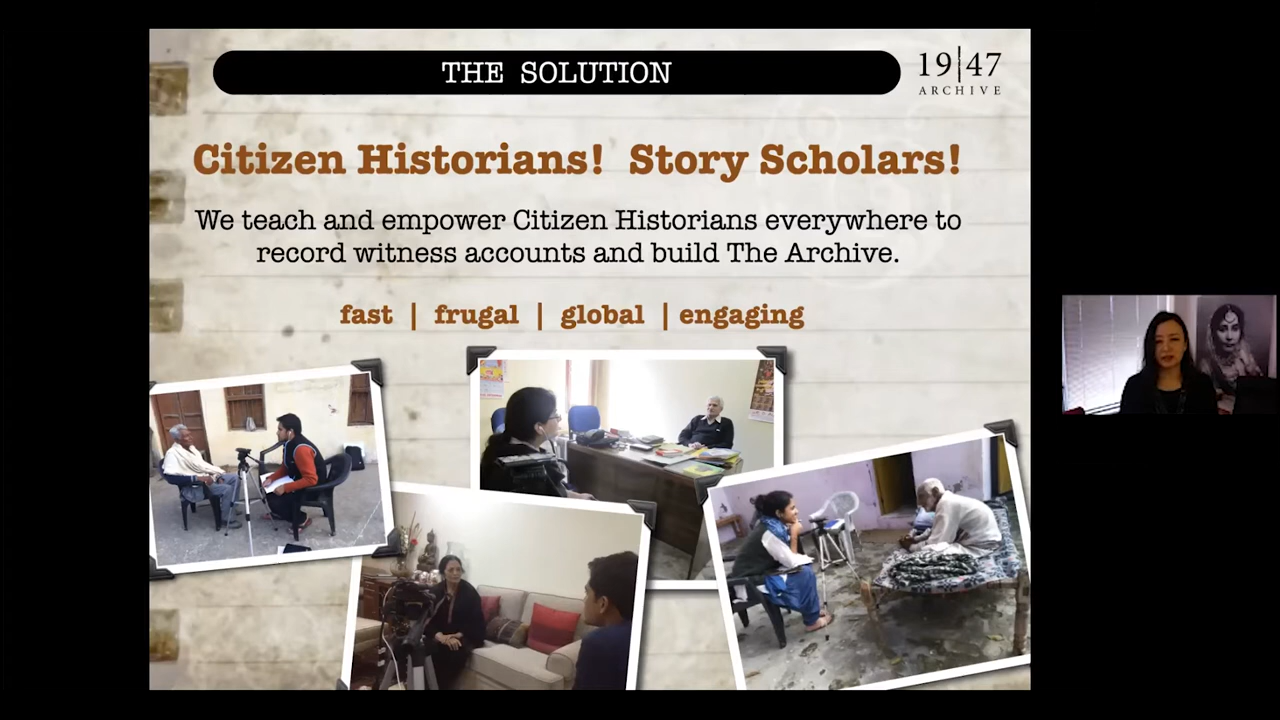 THE SOLUTION
19|47
ARCHIVE
Citizen Historians! Story Scholars!
We teach and empower Citizen Historians everywhere to
record witness accounts and build The Archive.
fast | frugal | global | engaging